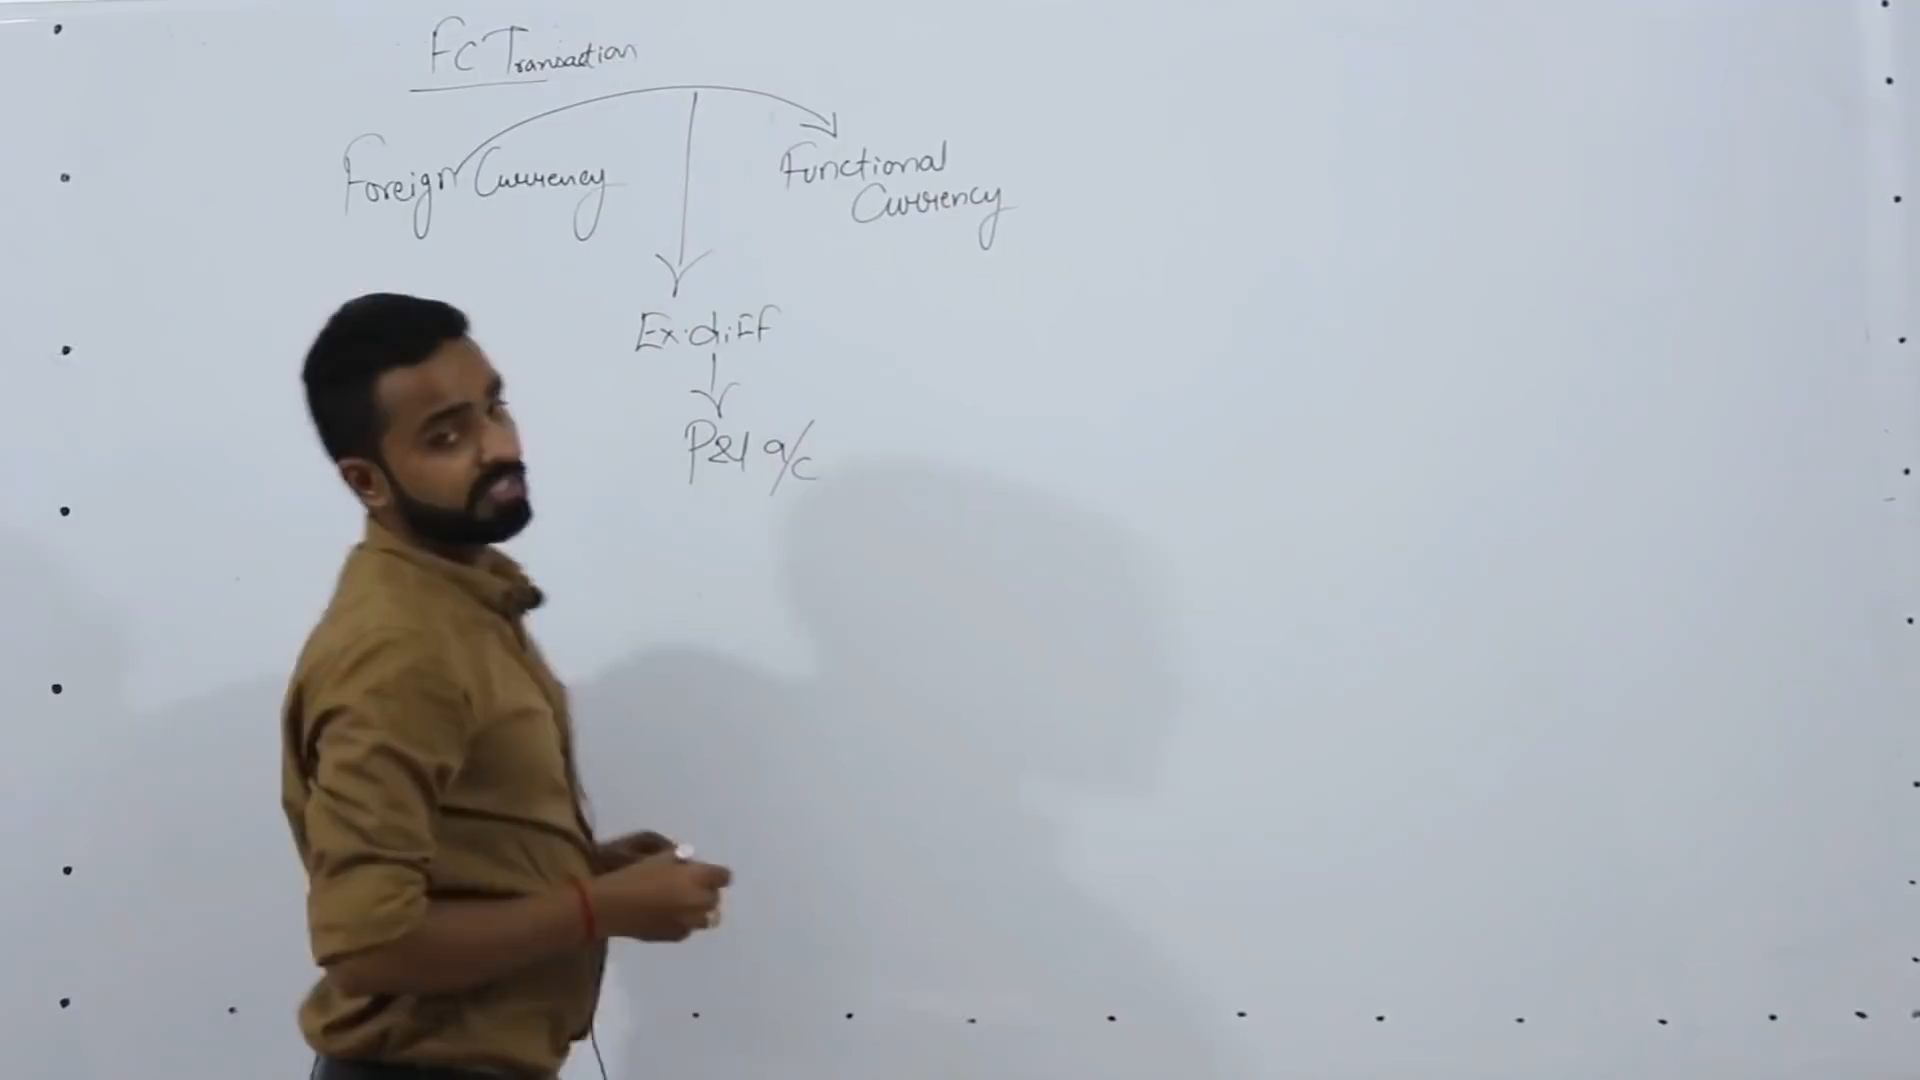 FC Transaction
Foreign Currency
Functional
Currency
Ex. diff
P&l a/c